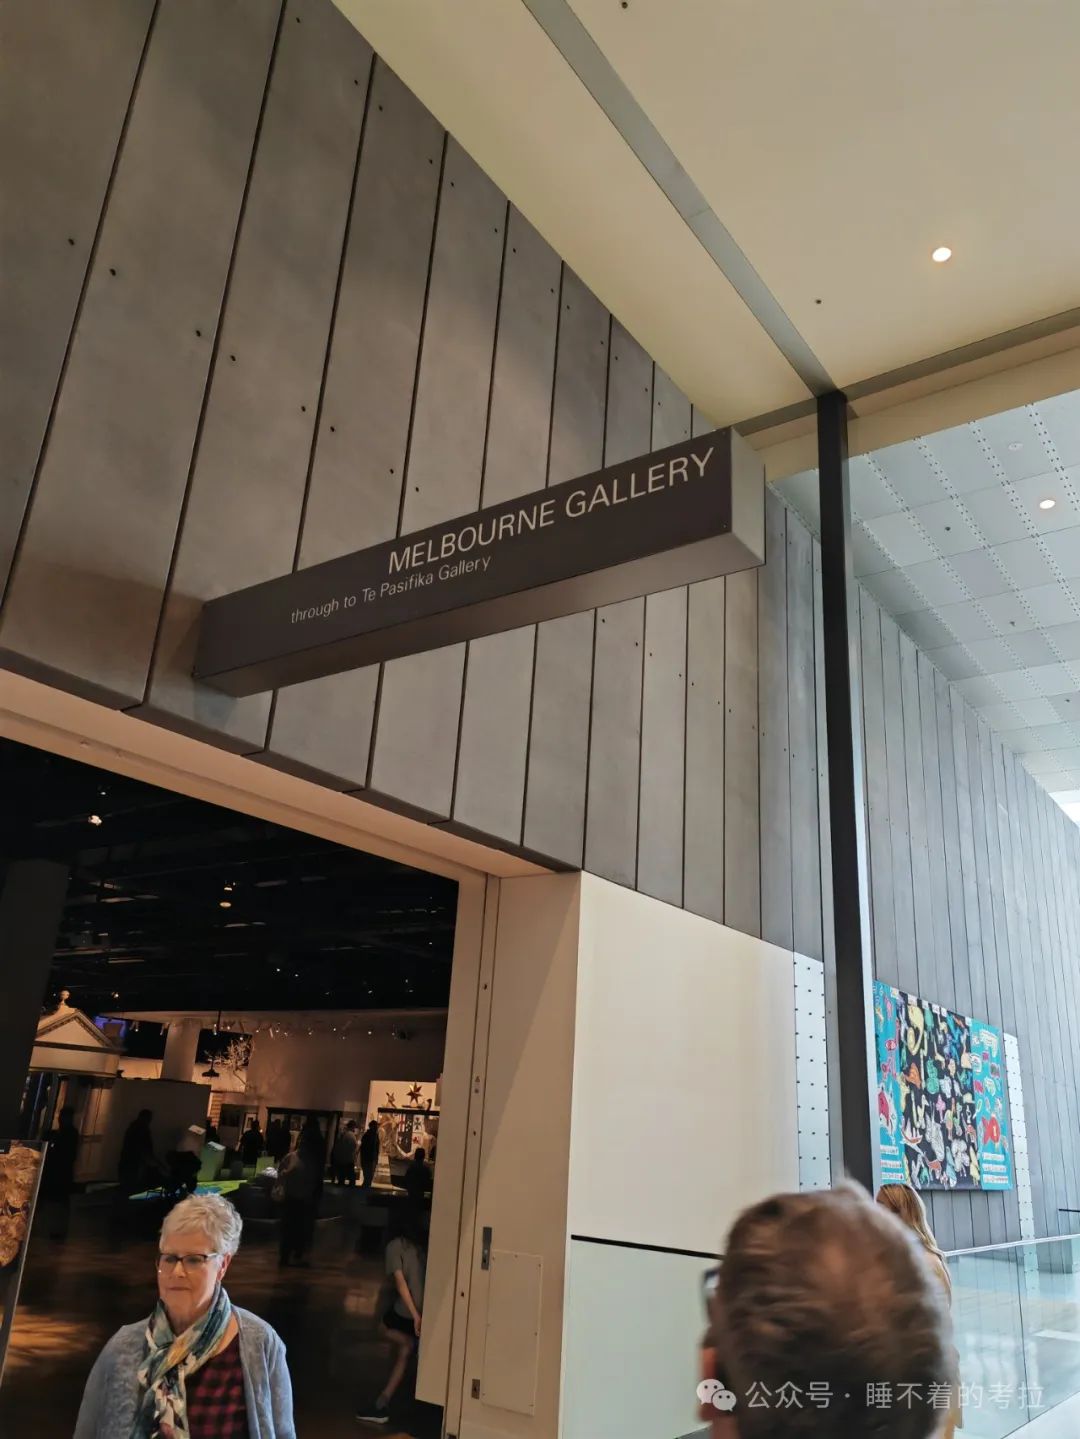 MELBOURNE GALLERY
through to Te Pasifika Gallery
公众号 · 睡不着的考拉